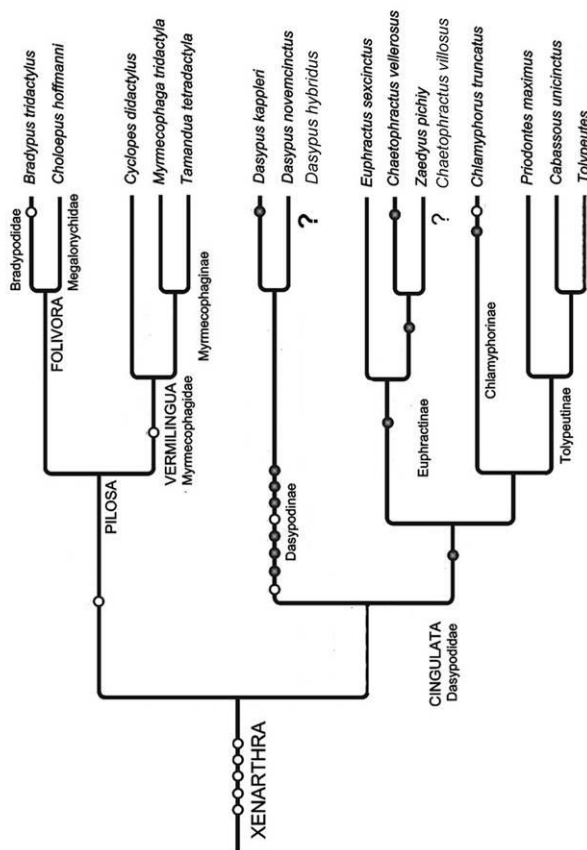 Bradypus tridactylus
Choloepus hoffmanni
Cyclopes didactylus
Myrmecophaga tridactyla
Tamandua tetradactyla
Dasypus kappleri
Dasypus novemcinctus
Dasypus hybridus
?
Euphractus sexcinctus
Chaetophractus vellerosus
Zaedyus pichiy
Chaetophractus villosus
?
Chlamyphorus truncatus
Priodontes maximus
Cabassous unicinctus
Tolypeutes
Bradypodidae
Megalonychidae
FOLIVORA
Myrmecophaginae
VERMILINGUA
Myrmecophagidae
PILOSA
Dasypodinae
Euphractinae
Chlamyphorinae
Tolypeutinae
CINGULATA
Dasypodidae
XENARTHRA